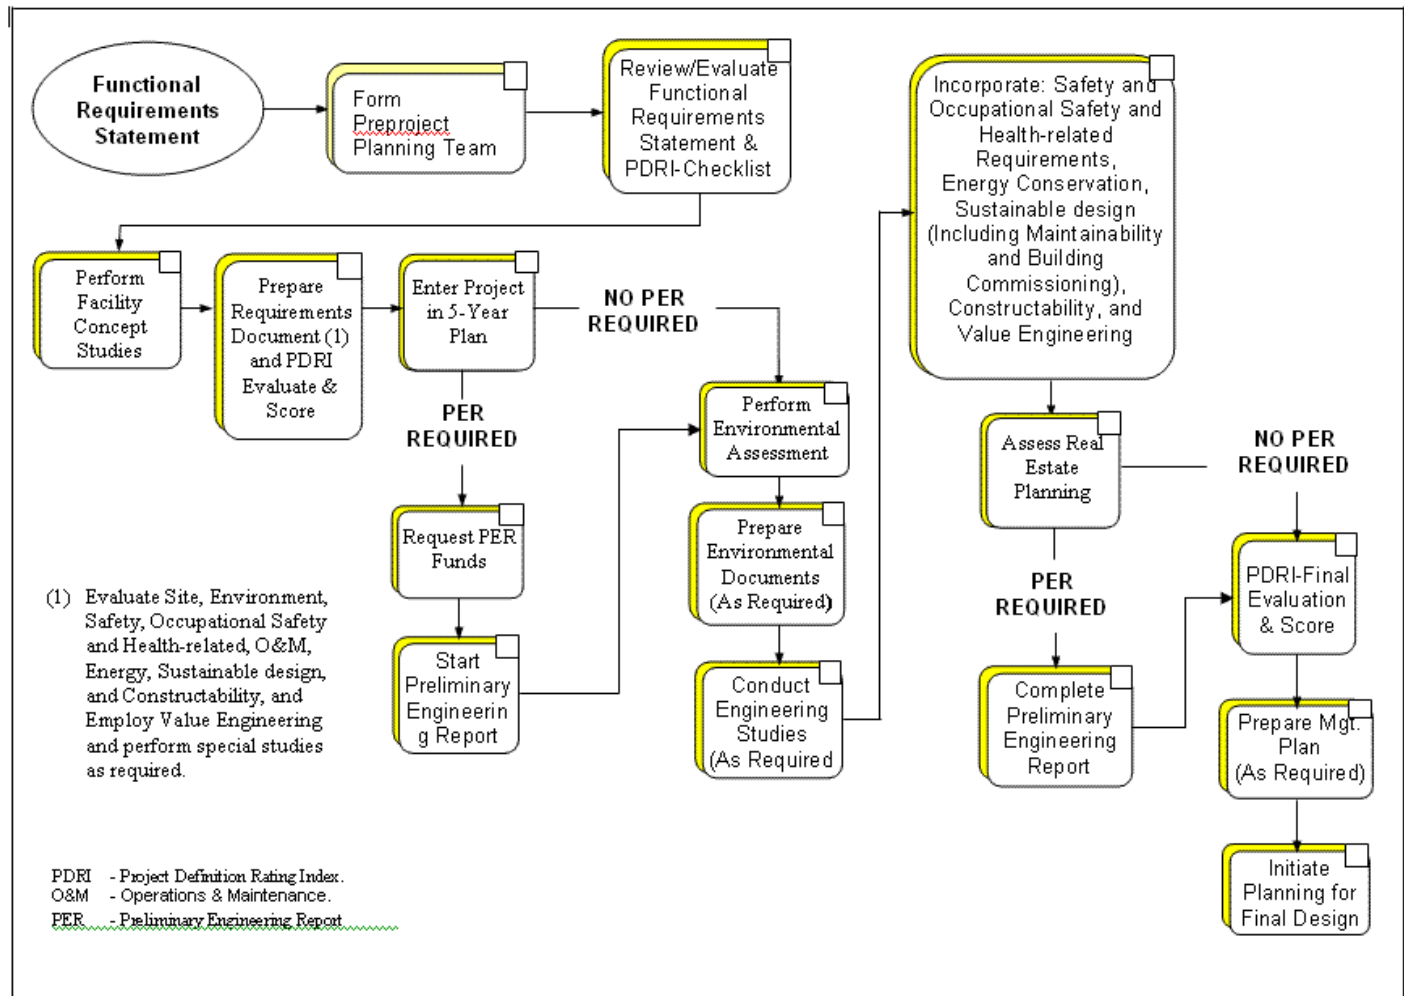 Functional
Requirements
Statement
Form
Preproject
Planning Team
Review/Evaluate
Functional
Requirements
Statement &
PDRI-Checklist
Perform
Facility
Concept
Studies
Prepare
Requirements
Document (1)
and PDRI
Evaluate &
Score
Enter Project
in 5-Year
Plan
NO PER
REQUIRED
PER
REQUIRED
Request PER
Funds
Start
Preliminary
Engineerin
g Report
Perform
Environmental
Assessment
Prepare
Environmental
Documents
(As Required)
Conduct
Engineering
Studies
(As Required
Incorporate: Safety and
Occupational Safety and
Health-related
Requirements,
Energy Conservation,
Sustainable design
(Including Maintainability
and Building
Commissioning),
Constructability, and
Value Engineering
Assess Real
Estate
Planning
NO PER
REQUIRED
PER
REQUIRED
Complete
Preliminary
Engineering
Report
PDRI-Final
Evaluation
& Score
Prepare Mgt.
Plan
(As Required)
Initiate
Planning for
Final Design
(1) Evaluate Site, Environment,
Safety, Occupational Safety
and Health-related, O&M,
Energy, Sustainable design,
and Constructability, and
Employ Value Engineering
and perform special studies
as required.
PDRI - Project Definition Rating Index.
O&M - Operations & Maintenance.
PER - Preliminary Engineering Report